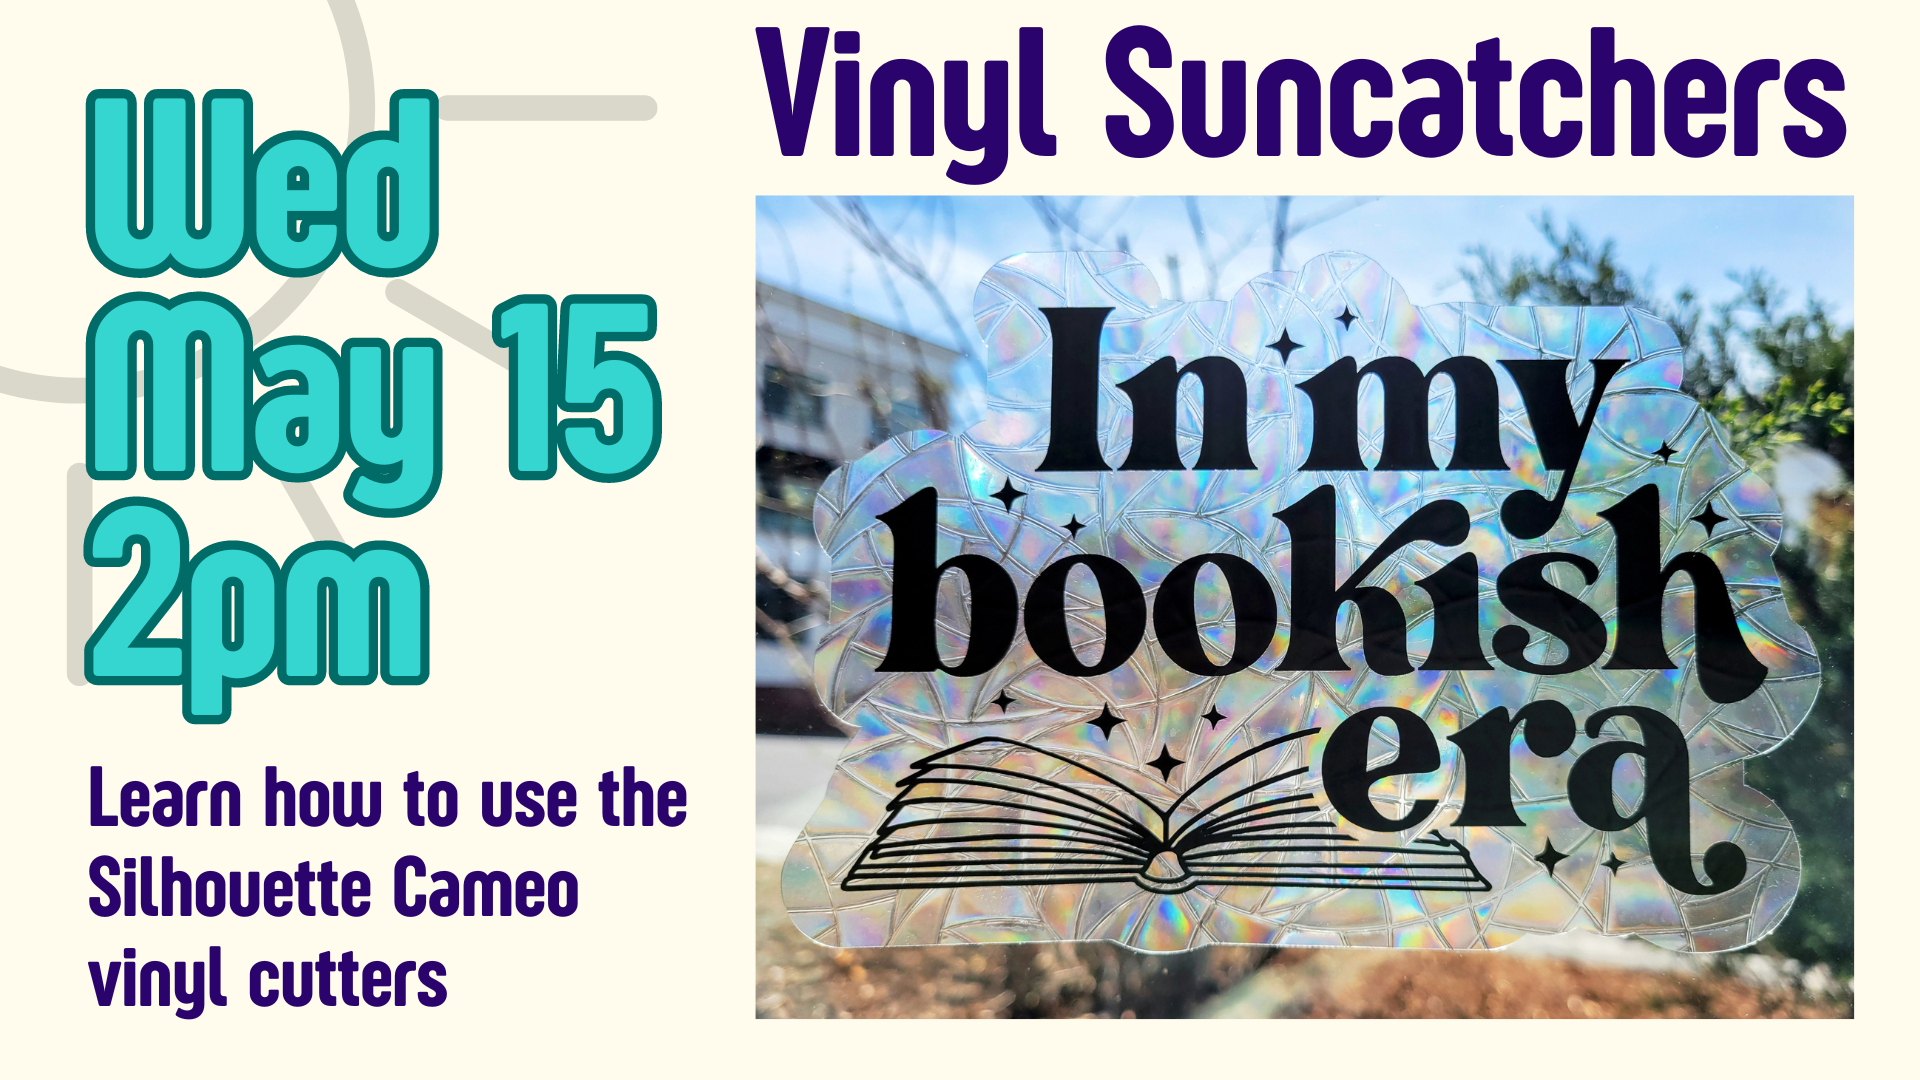 Vinyl Suncatchers
Wed
May 15
2pm
Learn how to use the
Silhouette Cameo
vinyl cutters
In my
bookish
era